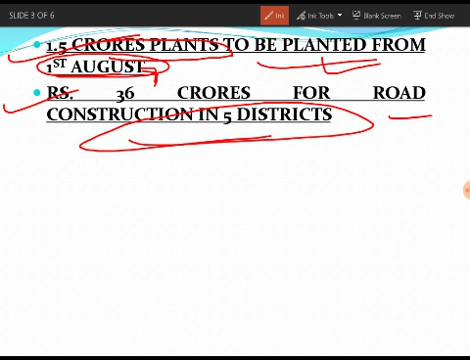 SLIDE 3 OF 6
Ink Ink Tools Blank Screen End Show
1.5 CRORES PLANTS TO BE PLANTED FROM
1ST AUGUST
RS. 36 CRORES FOR ROAD
CONSTRUCTION IN 5 DISTRICTS